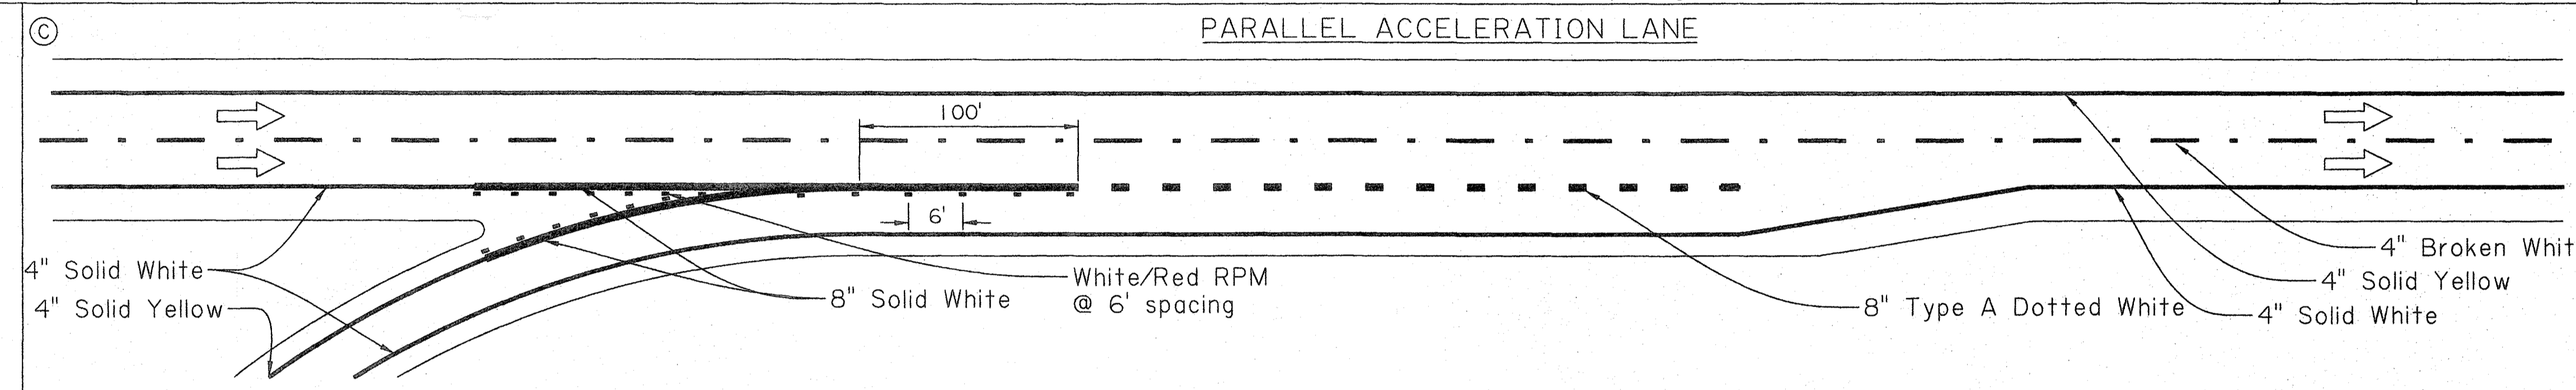 ©
PARALLEL ACCELERATION LANE
100'
6'
4" Solid White
4" Solid Yellow
8" Solid White
White/Red RPM
@ 6' spacing
8" Type A Dotted White
4" Broken Whit
4" Solid Yellow
4" Solid White